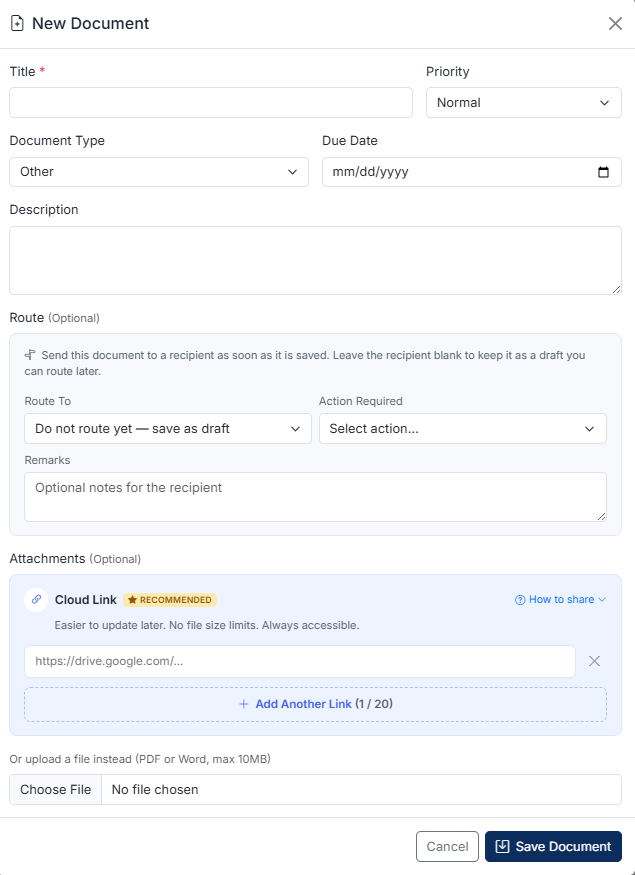 New Document
Title *
Priority
Normal
Document Type
Due Date
Other
mm/dd/yyyy
Description
Route (Optional)
Send this document to a recipient as soon as it is saved. Leave the recipient blank to keep it as a draft you
can route later.
Route To
Action Required
Do not route yet — save as draft
Select action...
Remarks
Optional notes for the recipient
Attachments (Optional)
Cloud Link
RECOMMENDED
How to share
Easier to update later. No file size limits. Always accessible.
https://drive.google.com/...
Add Another Link (1 / 20)
Or upload a file instead (PDF or Word, max 10MB)
Choose File
No file chosen
Cancel
Save Document